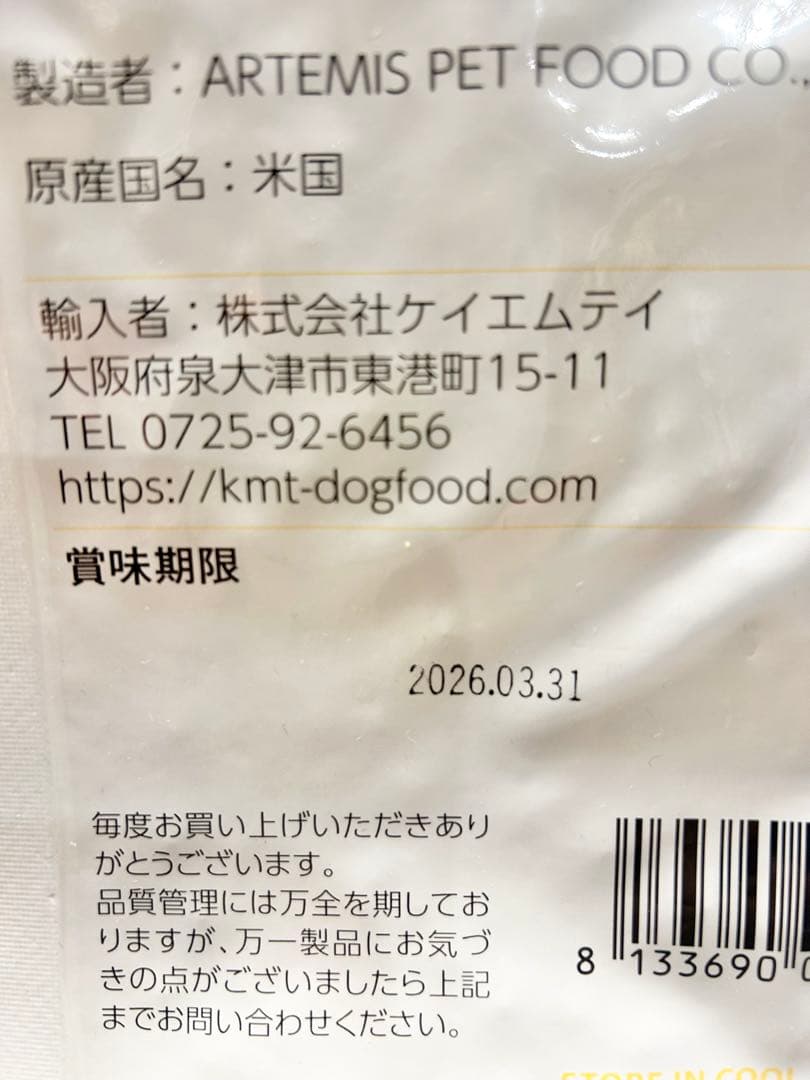 製造者：ARTEMIS PET FOOD CO.,
原産国名：米国
輸入者：株式会社ケイエムテイ
大阪府泉大津市東港町15-11
TEL 0725-92-6456
https://kmt-dogfood.com
賞味期限
2026.03.31
毎度お買い上げいただきあり
がとうございます。
品質管理には万全を期してお
りますが、万一製品にお気づ
きの点がございましたら上記
までお問い合わせください。
8 133690 0
STORE IN COOL